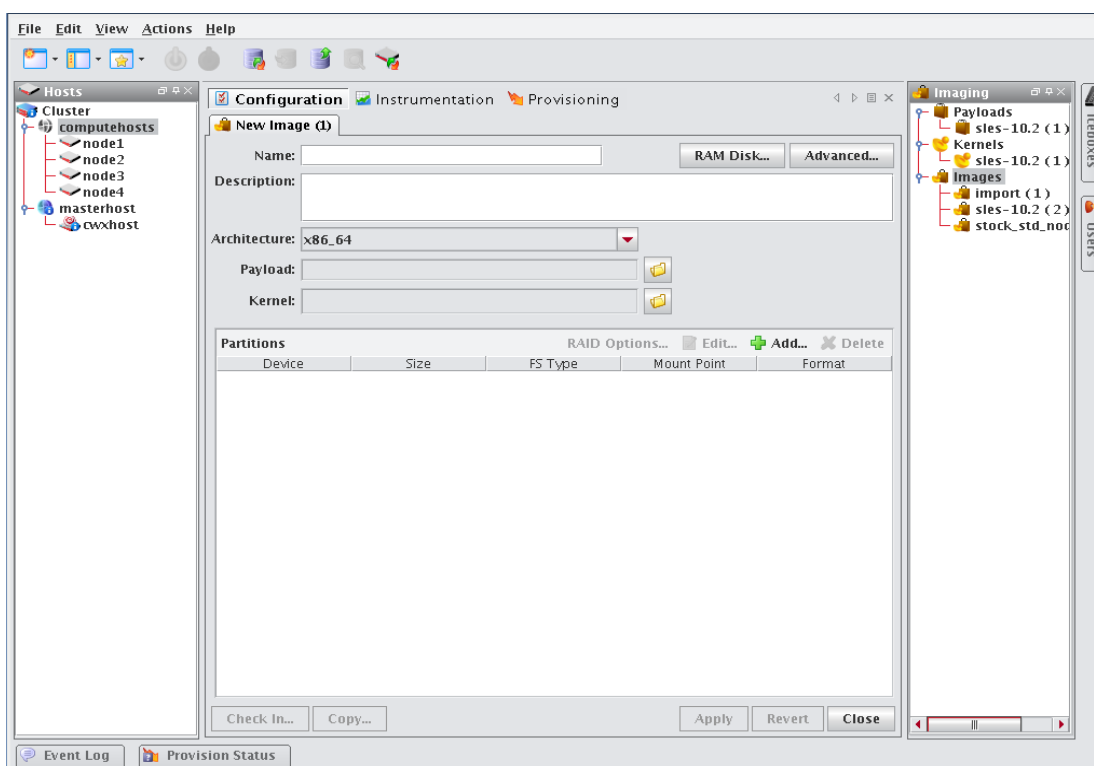 File Edit View Actions Help
Hosts
Cluster
computehosts
node1
node2
node3
node4
masterhost
cwxhost
Configuration Instrumentation Provisioning
New Image (1)
Name:
RAM Disk... Advanced...
Description:
Architecture: x86_64
Payload:
Kernel:
Partitions RAID Options... Edit... Add... Delete
Device Size FS Type Mount Point Format
Check In... Copy... Apply Revert Close
Imaging
Payloads
sles-10.2 (1)
Kernels
sles-10.2 (1)
Images
import (1)
sles-10.2 (2)
stock_std_nod
Iceboxes
Users
Event Log Provision Status